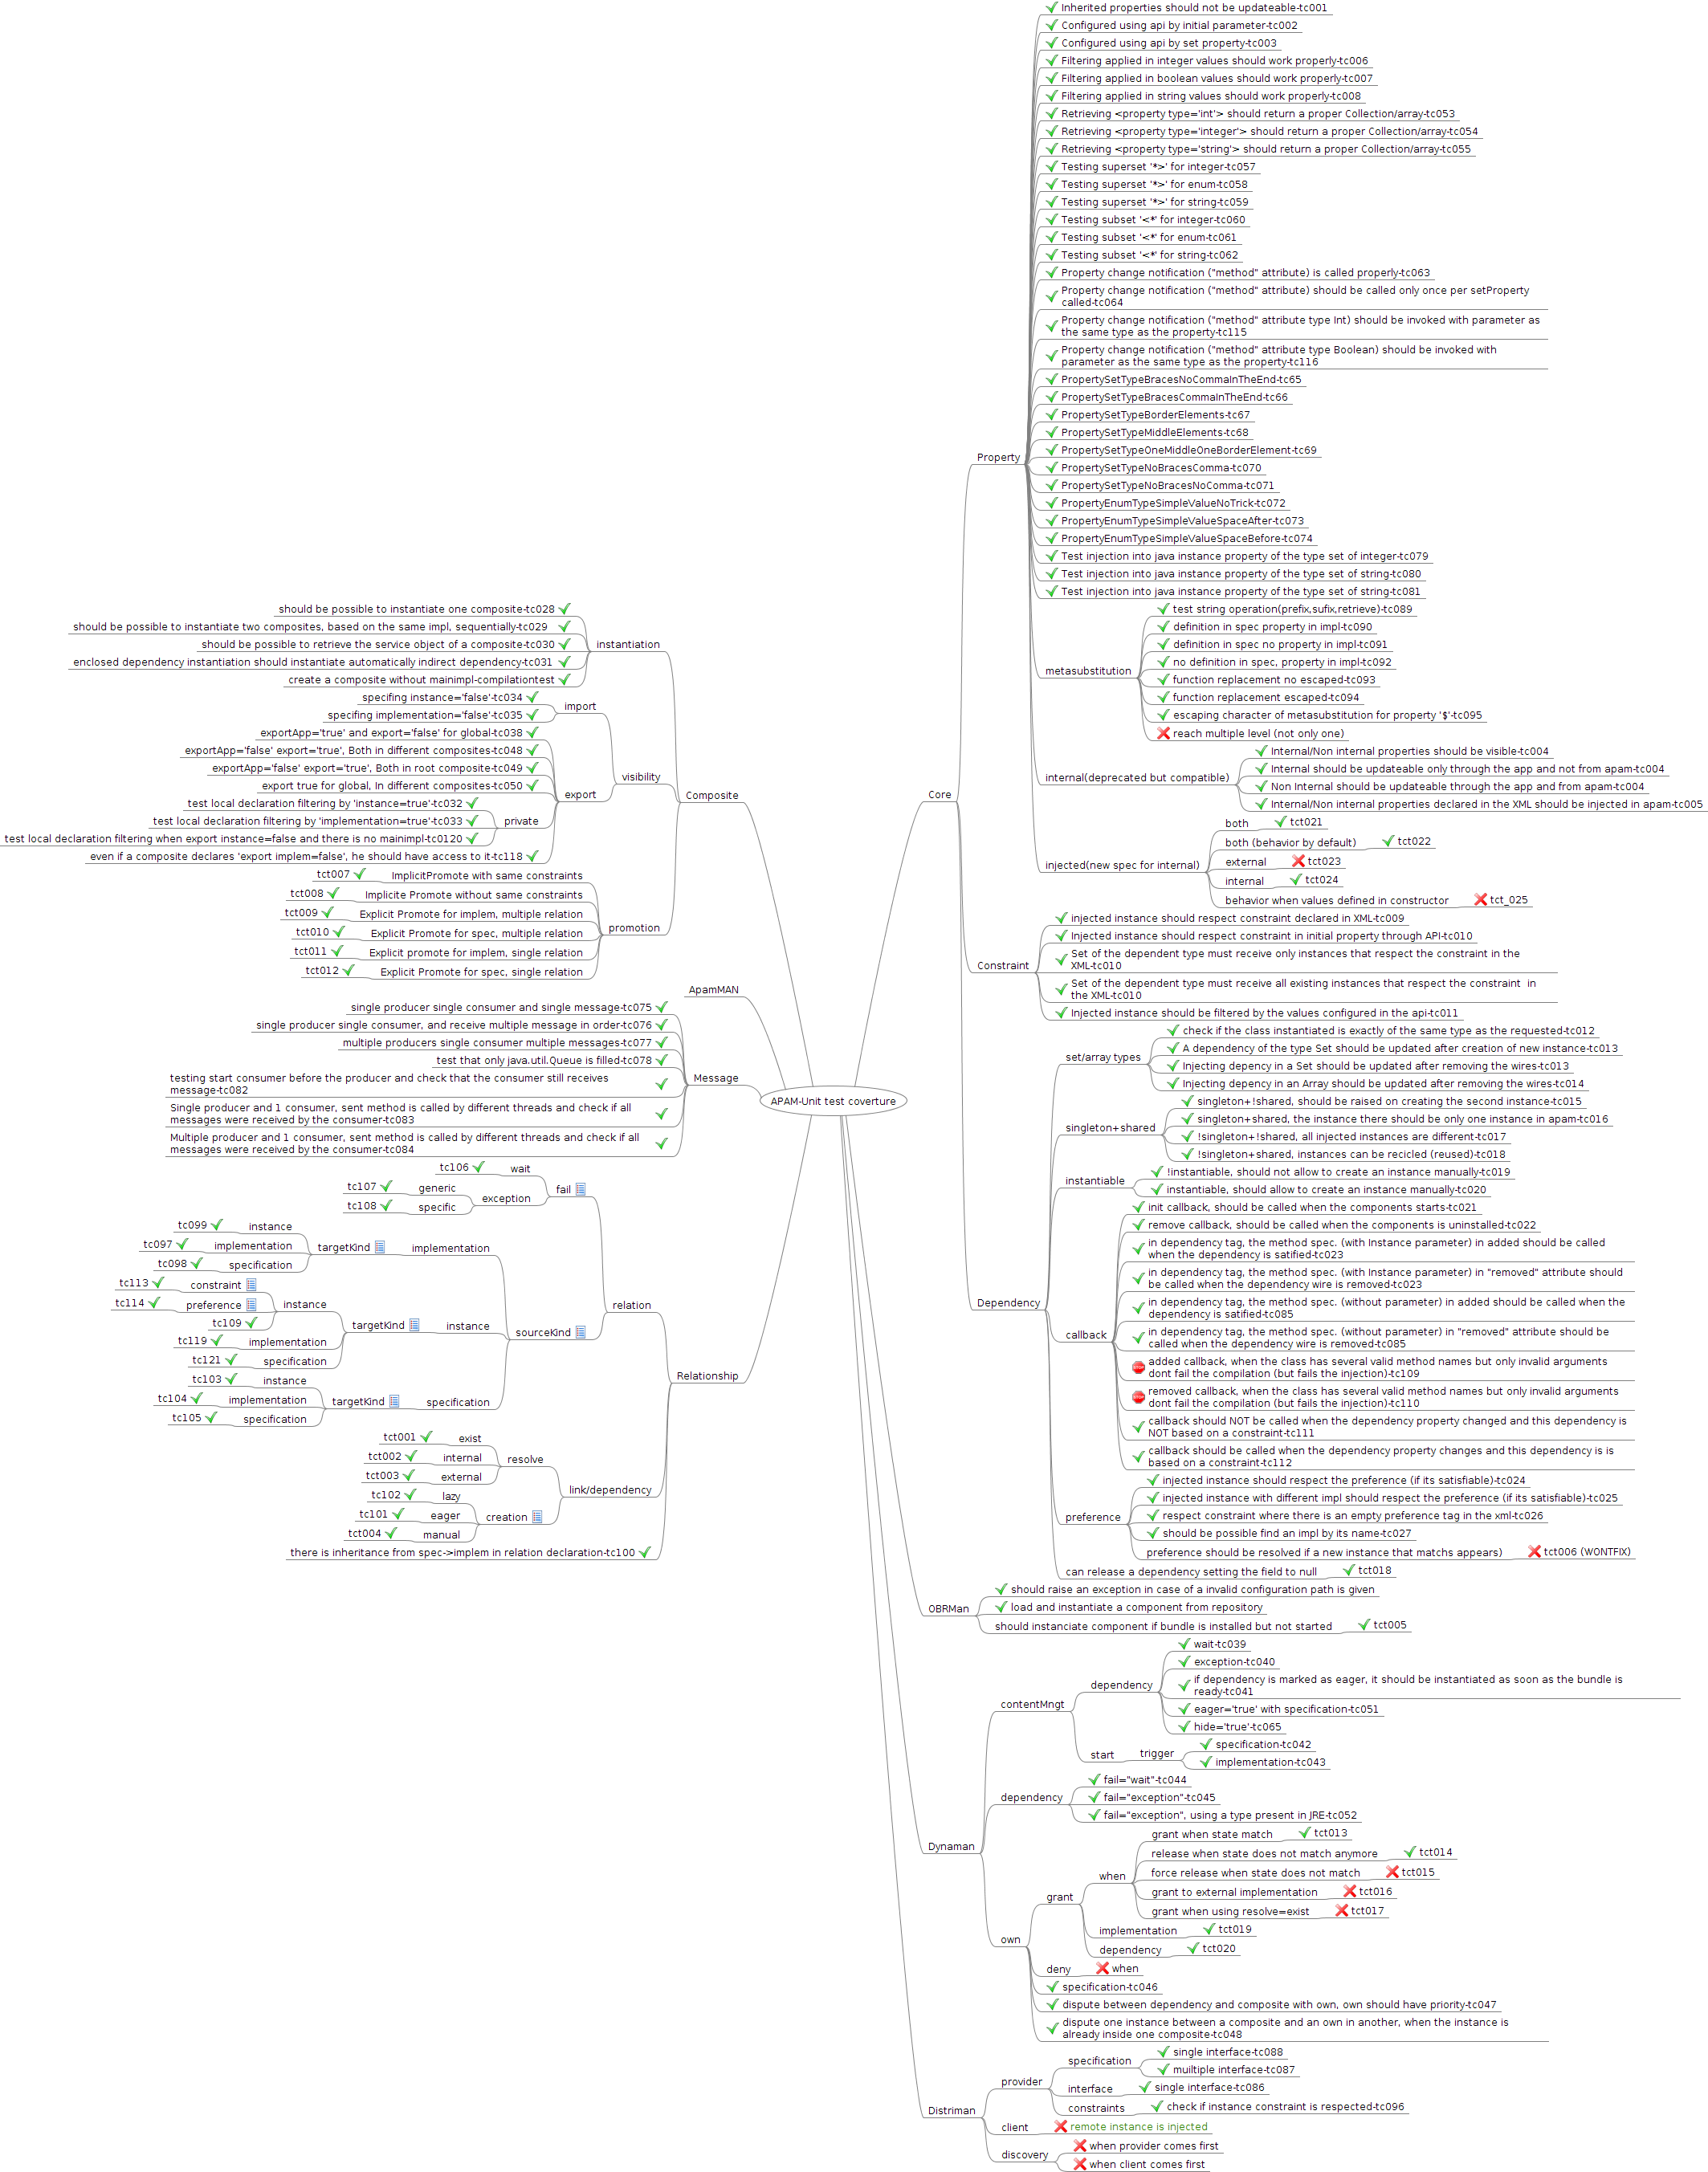 APAM-Unit test coverture
Core
Property
Inherited properties should not be updateable-tc001
Configured using api by initial parameter-tc002
Configured using api by set property-tc003
Filtering applied in integer values should work properly-tc006
Filtering applied in boolean values should work properly-tc007
Filtering applied in string values should work properly-tc008
Retrieving <property type='int'> should return a proper Collection/array-tc053
Retrieving <property type='integer'> should return a proper Collection/array-tc054
Retrieving <property type='string'> should return a proper Collection/array-tc055
Testing superset '*>' for integer-tc057
Testing superset '*>' for enum-tc058
Testing superset '*>' for string-tc059
Testing subset '<*' for integer-tc060
Testing subset '<*' for enum-tc061
Testing subset '<*' for string-tc062
Property change notification ("method" attribute) is called properly-tc063
Property change notification ("method" attribute) should be called only once per setProperty
called-tc064
Property change notification ("method" attribute type Int) should be invoked with parameter as
the same type as the property-tc115
Property change notification ("method" attribute type Boolean) should be invoked with
parameter as the same type as the property-tc116
PropertySetTypeBracesNoCommaInTheEnd-tc65
PropertySetTypeBracesCommaInTheEnd-tc66
PropertySetTypeBorderElements-tc67
PropertySetTypeMiddleElements-tc68
PropertySetTypeOneMiddleOneBorderElement-tc69
PropertySetTypeNoBracesComma-tc070
PropertySetTypeNoBracesNoComma-tc071
PropertyEnumTypeSimpleValueNoTrick-tc072
PropertyEnumTypeSimpleValueSpaceAfter-tc073
PropertyEnumTypeSimpleValueSpaceBefore-tc074
Test injection into java instance property of the type set of integer-tc079
Test injection into java instance property of the type set of string-tc080
Test injection into java instance property of the type set of string-tc081
metasubstitution
test string operation(prefix,sufix,retrieve)-tc089
definition in spec property in impl-tc090
definition in spec no property in impl-tc091
no definition in spec, property in impl-tc092
function replacement no escaped-tc093
function replacement escaped-tc094
escaping character of metasubstitution for property '$'-tc095
reach multiple level (not only one)
internal(deprecated but compatible)
Internal/Non internal properties should be visible-tc004
Internal should be updateable only through the app and not from apam-tc004
Non Internal should be updateable through the app and from apam-tc004
Internal/Non internal properties declared in the XML should be injected in apam-tc005
injected(new spec for internal)
both tct021
both (behavior by default) tct022
external tct023
internal tct024
behavior when values defined in constructor tct_025
Constraint
injected instance should respect constraint declared in XML-tc009
Injected instance should respect constraint in initial property through API-tc010
Set of the dependent type must receive only instances that respect the constraint in the
XML-tc010
Set of the dependent type must receive all existing instances that respect the constraint  in
the XML-tc010
Injected instance should be filtered by the values configured in the api-tc011
Dependency
set/array types
check if the class instantiated is exactly of the same type as the requested-tc012
A dependency of the type Set should be updated after creation of new instance-tc013
Injecting depency in a Set should be updated after removing the wires-tc013
Injecting depency in an Array should be updated after removing the wires-tc014
singleton+shared
singleton+!shared, should be raised on creating the second instance-tc015
singleton+shared, the instance there should be only one instance in apam-tc016
!singleton+!shared, all injected instances are different-tc017
!singleton+shared, instances can be recicled (reused)-tc018
instantiable
!instantiable, should not allow to create an instance manually-tc019
instantiable, should allow to create an instance manually-tc020
callback
init callback, should be called when the components starts-tc021
remove callback, should be called when the components is uninstalled-tc022
in dependency tag, the method spec. (with Instance parameter) in added should be called
when the dependency is satified-tc023
in dependency tag, the method spec. (with Instance parameter) in "removed" attribute should
be called when the dependency wire is removed-tc023
in dependency tag, the method spec. (without parameter) in added should be called when the
dependency is satified-tc085
in dependency tag, the method spec. (without parameter) in "removed" attribute should be
called when the dependency wire is removed-tc085
added callback, when the class has several valid method names but only invalid arguments
dont fail the compilation (but fails the injection)-tc109
removed callback, when the class has several valid method names but only invalid arguments
dont fail the compilation (but fails the injection)-tc110
callback should NOT be called when the dependency property changed and this dependency is
NOT based on a constraint-tc111
callback should be called when the dependency property changes and this dependency is is
based on a constraint-tc112
preference
injected instance should respect the preference (if its satisfiable)-tc024
injected instance with different impl should respect the preference (if its satisfiable)-tc025
respect constraint where there is an empty preference tag in the xml-tc026
should be possible find an impl by its name-tc027
preference should be resolved if a new instance that matchs appears) tct006 (WONTFIX)
can release a dependency setting the field to null tct018
OBRMan
should raise an exception in case of a invalid configuration path is given
load and instantiate a component from repository
should instanciate component if bundle is installed but not started tct005
Dynaman
contentMngt
dependency
wait-tc039
exception-tc040
if dependency is marked as eager, it should be instantiated as soon as the bundle is
ready-tc041
eager='true' with specification-tc051
hide='true'-tc065
start
trigger
specification-tc042
implementation-tc043
dependency
fail="wait"-tc044
fail="exception"-tc045
fail="exception", using a type present in JRE-tc052
own
grant
when
grant when state match tct013
release when state does not match anymore tct014
force release when state does not match tct015
grant to external implementation tct016
grant when using resolve=exist tct017
implementation tct019
dependency tct020
deny when
specification-tc046
dispute between dependency and composite with own, own should have priority-tc047
dispute one instance between a composite and an own in another, when the instance is
already inside one composite-tc048
Distriman
provider
specification
single interface-tc088
muiltiple interface-tc087
interface single interface-tc086
constraints check if instance constraint is respected-tc096
client remote instance is injected
discovery
when provider comes first
when client comes first
Composite
instantiation
should be possible to instantiate one composite-tc028
should be possible to instantiate two composites, based on the same impl, sequentially-tc029
should be possible to retrieve the service object of a composite-tc030
enclosed dependency instantiation should instantiate automatically indirect dependency-tc031
create a composite without mainimpl-compilationtest
visibility
import
specifing instance='false'-tc034
specifing implementation='false'-tc035
export
exportApp='true' and export='false' for global-tc038
exportApp='false' export='true', Both in different composites-tc048
exportApp='false' export='true', Both in root composite-tc049
export true for global, In different composites-tc050
private
test local declaration filtering by 'instance=true'-tc032
test local declaration filtering by 'implementation=true'-tc033
test local declaration filtering when export instance=false and there is no mainimpl-tc0120
even if a composite declares 'export implem=false', he should have access to it-tc118
promotion
tct007 ImplicitPromote with same constraints
tct008 Implicite Promote without same constraints
tct009 Explicit Promote for implem, multiple relation
tct010 Explicit Promote for spec, multiple relation
tct011 Explicit promote for implem, single relation
tct012 Explicit Promote for spec, single relation
ApamMAN
Message
single producer single consumer and single message-tc075
single producer single consumer, and receive multiple message in order-tc076
multiple producers single consumer multiple messages-tc077
test that only java.util.Queue is filled-tc078
testing start consumer before the producer and check that the consumer still receives
message-tc082
Single producer and 1 consumer, sent method is called by different threads and check if all
messages were received by the consumer-tc083
Multiple producer and 1 consumer, sent method is called by different threads and check if all
messages were received by the consumer-tc084
Relationship
relation
fail
tc106 wait
exception
tc107 generic
tc108 specific
sourceKind
implementation
targetKind
tc099 instance
tc097 implementation
tc098 specification
instance
targetKind
instance
tc113 constraint
tc114 preference
tc109
tc119 implementation
tc121 specification
specification
targetKind
tc103 instance
tc104 implementation
tc105 specification
link/dependency
resolve
tct001 exist
tct002 internal
tct003 external
creation
tc102 lazy
tc101 eager
tct004 manual
there is inheritance from spec->implem in relation declaration-tc100